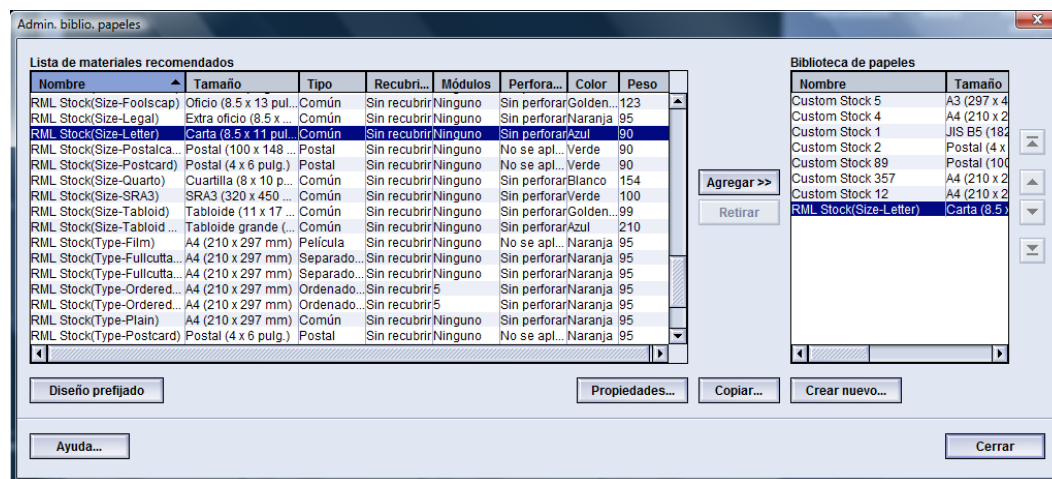 Admin. biblio. papeles
Lista de materiales recomendados
Nombre Tamaño Tipo Recubri... Módulos Perfora... Color Peso
RML Stock(Size-Foolscap) Oficio (8.5 x 13 pul... Común Sin recubrir Ninguno Sin perforar Golden... 123
RML Stock(Size-Legal) Extra oficio (8.5 x ... Común Sin recubrir Ninguno Sin perforar Naranja 95
RML Stock(Size-Letter) Carta (8.5 x 11 pul... Común Sin recubrir Ninguno Sin perforar Azul 90
RML Stock(Size-Postalca... Postal (100 x 148 ... Postal Sin recubrir Ninguno No se apl... Verde 90
RML Stock(Size-Postcard) Postal (4 x 6 pulg.) Postal Sin recubrir Ninguno No se apl... Verde 90
RML Stock(Size-Quarto) Cuartilla (8 x 10 p... Común Sin recubrir Ninguno Sin perforar Blanco 154
RML Stock(Size-SRA3) SRA3 (320 x 450 ... Común Sin recubrir Ninguno Sin perforar Verde 100
RML Stock(Size-Tabloid) Tabloide (11 x 17 ... Común Sin recubrir Ninguno Sin perforar Golden... 99
RML Stock(Size-Tabloid ... Tabloide grande (... Común Sin recubrir Ninguno Sin perforar Azul 210
RML Stock(Type-Film) A4 (210 x 297 mm) Película Sin recubrir Ninguno No se apl... Naranja 95
RML Stock(Type-Fullcutta... A4 (210 x 297 mm) Separado... Sin recubrir Ninguno Sin perforar Naranja 95
RML Stock(Type-Fullcutta... A4 (210 x 297 mm) Separado... Sin recubrir Ninguno Sin perforar Naranja 95
RML Stock(Type-Ordered... A4 (210 x 297 mm) Ordenado... Sin recubrir 5 Sin perforar Naranja 95
RML Stock(Type-Ordered... A4 (210 x 297 mm) Ordenado... Sin recubrir 5 Sin perforar Naranja 95
RML Stock(Type-Plain) A4 (210 x 297 mm) Común Sin recubrir Ninguno Sin perforar Naranja 95
RML Stock(Type-Postcard) Postal (4 x 6 pulg.) Postal Sin recubrir Ninguno No se apl... Naranja 95
Agregar >>
Retirar
Biblioteca de papeles
Nombre Tamaño
Custom Stock 5 A3 (297 x 4
Custom Stock 4 A4 (210 x 2
Custom Stock 1 JIS B5 (182
Custom Stock 2 Postal (4 x
Custom Stock 89 Postal (100
Custom Stock 357 A4 (210 x 2
Custom Stock 12 A4 (210 x 2
RML Stock(Size-Letter) Carta (8.5 x
Diseño prefijado Propiedades... Copiar... Crear nuevo...
Ayuda... Cerrar